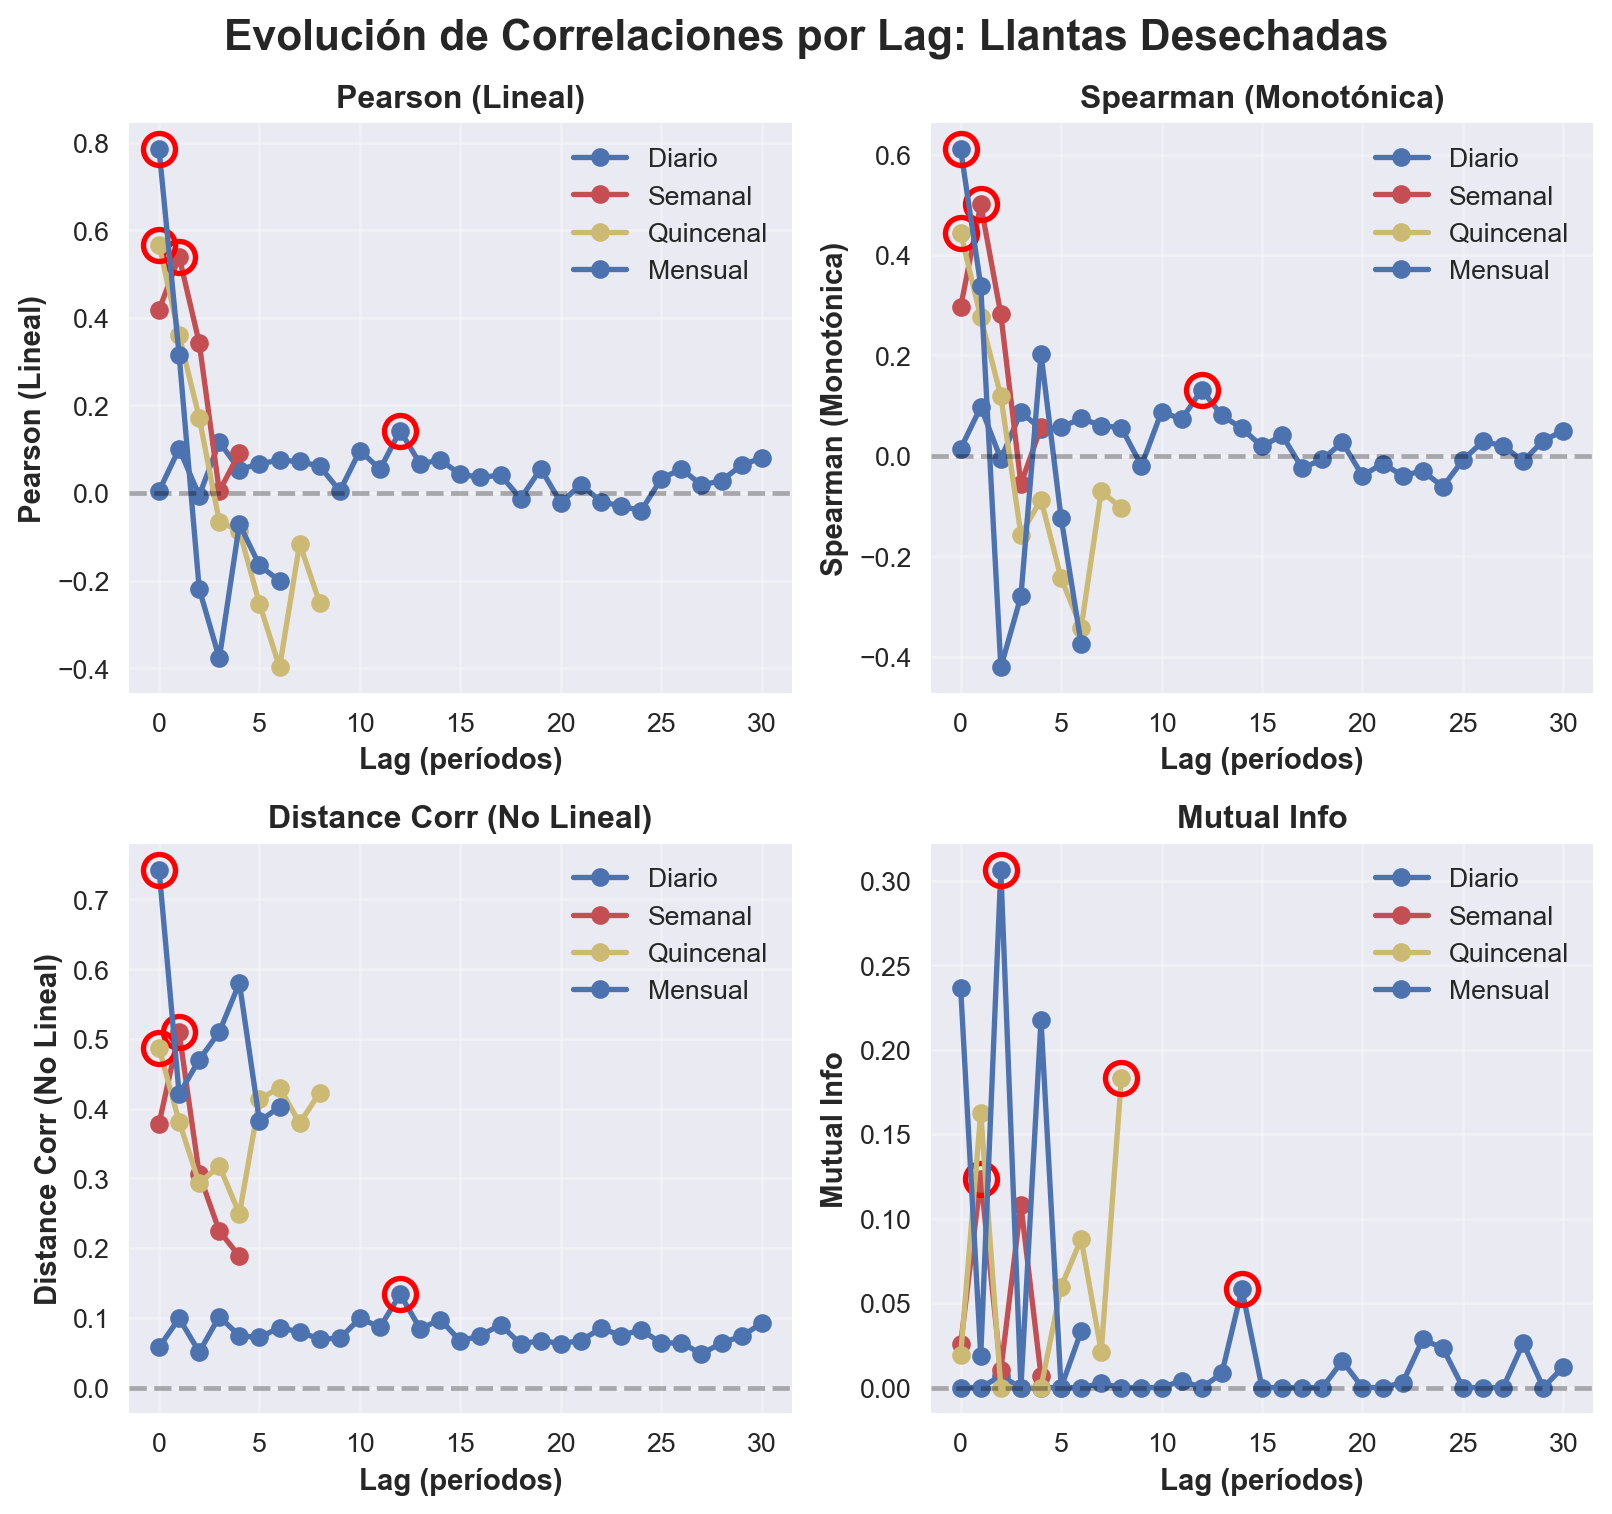 Evolución de Correlaciones por Lag: Llantas Desechadas
Pearson (Lineal)
Pearson (Lineal)
0.8
0.6
0.4
0.2
0.0
−0.2
−0.4
Diario
Semanal
Quincenal
Mensual
0 5 10 15 20 25 30
Lag (períodos)
Spearman (Monotónica)
Spearman (Monotónica)
0.6
0.4
0.2
0.0
−0.2
−0.4
Diario
Semanal
Quincenal
Mensual
0 5 10 15 20 25 30
Lag (períodos)
Distance Corr (No Lineal)
Distance Corr (No Lineal)
0.7
0.6
0.5
0.4
0.3
0.2
0.1
0.0
Diario
Semanal
Quincenal
Mensual
0 5 10 15 20 25 30
Lag (períodos)
Mutual Info
Mutual Info
0.30
0.25
0.20
0.15
0.10
0.05
0.00
Diario
Semanal
Quincenal
Mensual
0 5 10 15 20 25 30
Lag (períodos)